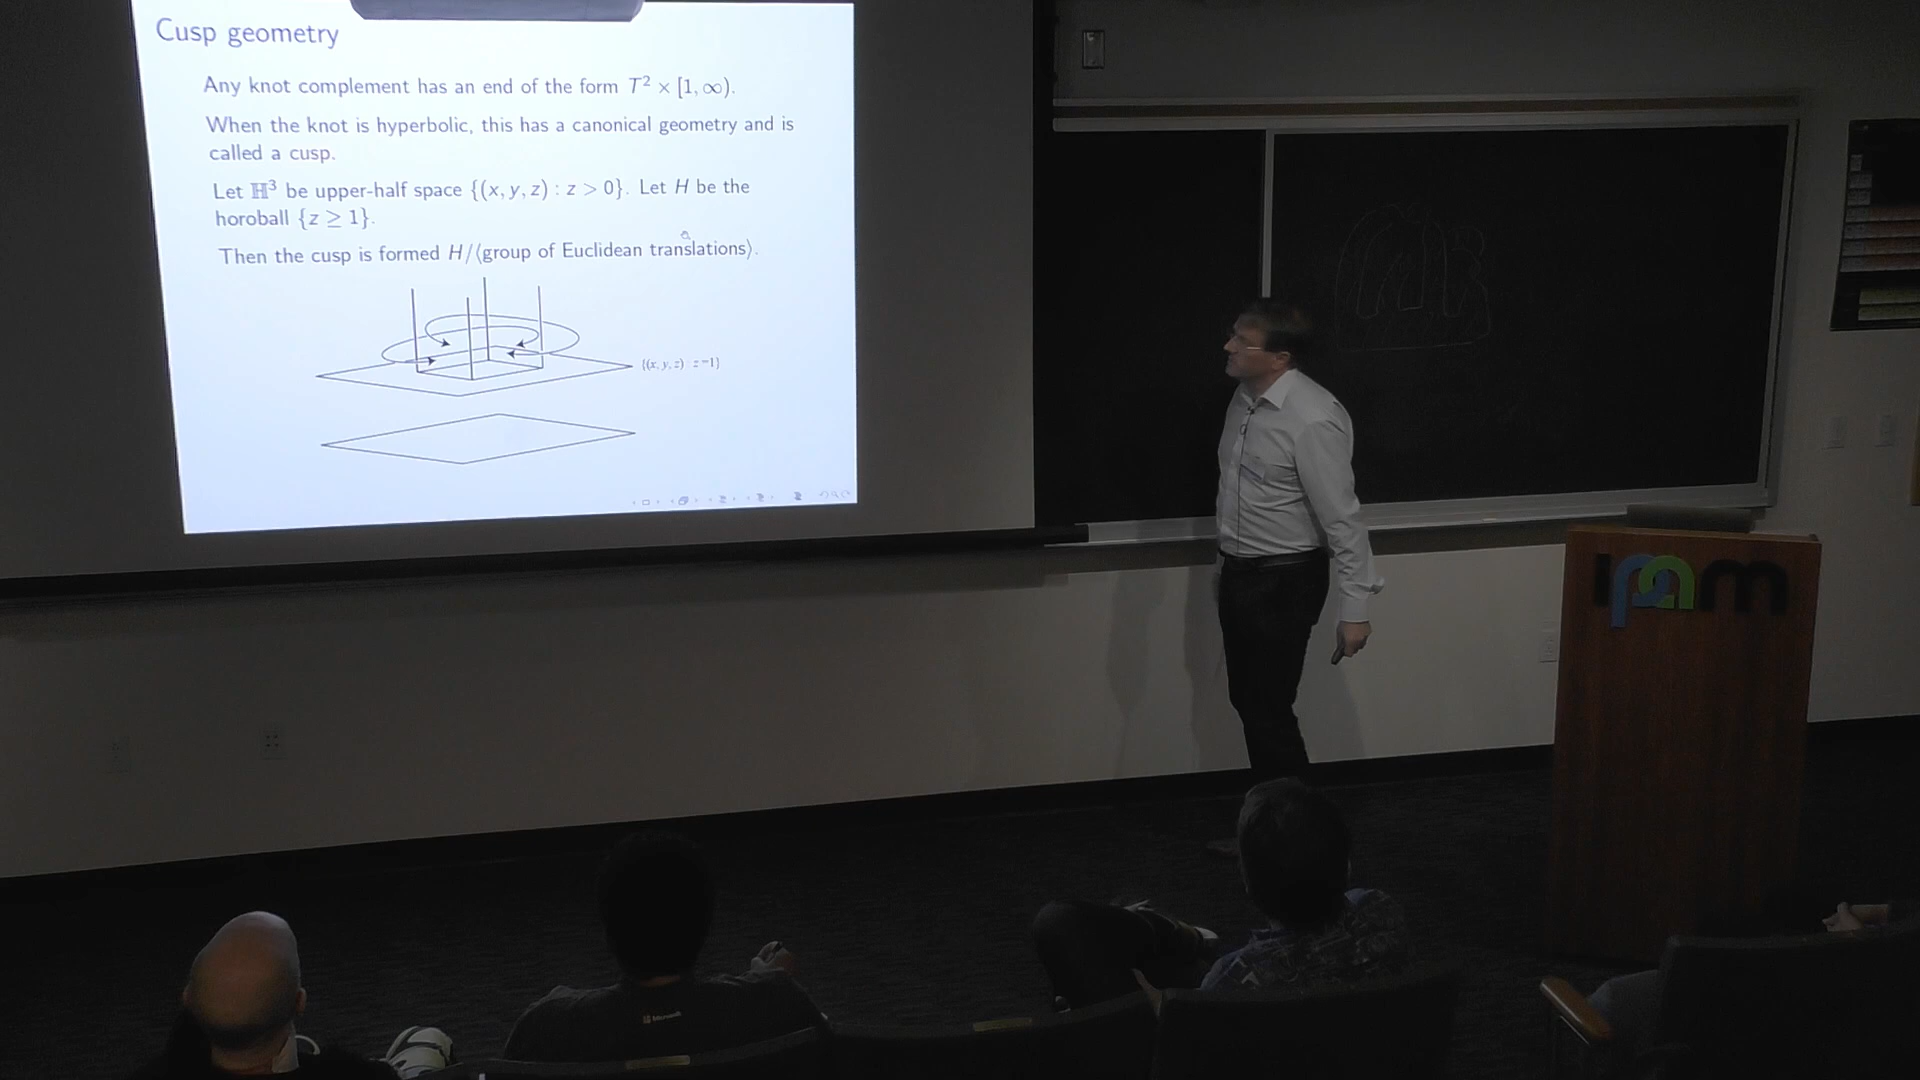 Cusp geometry
Any knot complement has an end of the form T² × [1, ∞).
When the knot is hyperbolic, this has a canonical geometry and is
called a cusp.
Let ℍ³ be upper-half space {(x, y, z) : z > 0}. Let H be the
horoball {z ≥ 1}.
Then the cusp is formed H/⟨group of Euclidean translations⟩.
{(x, y, z) z=1}
ipam
Microsoft